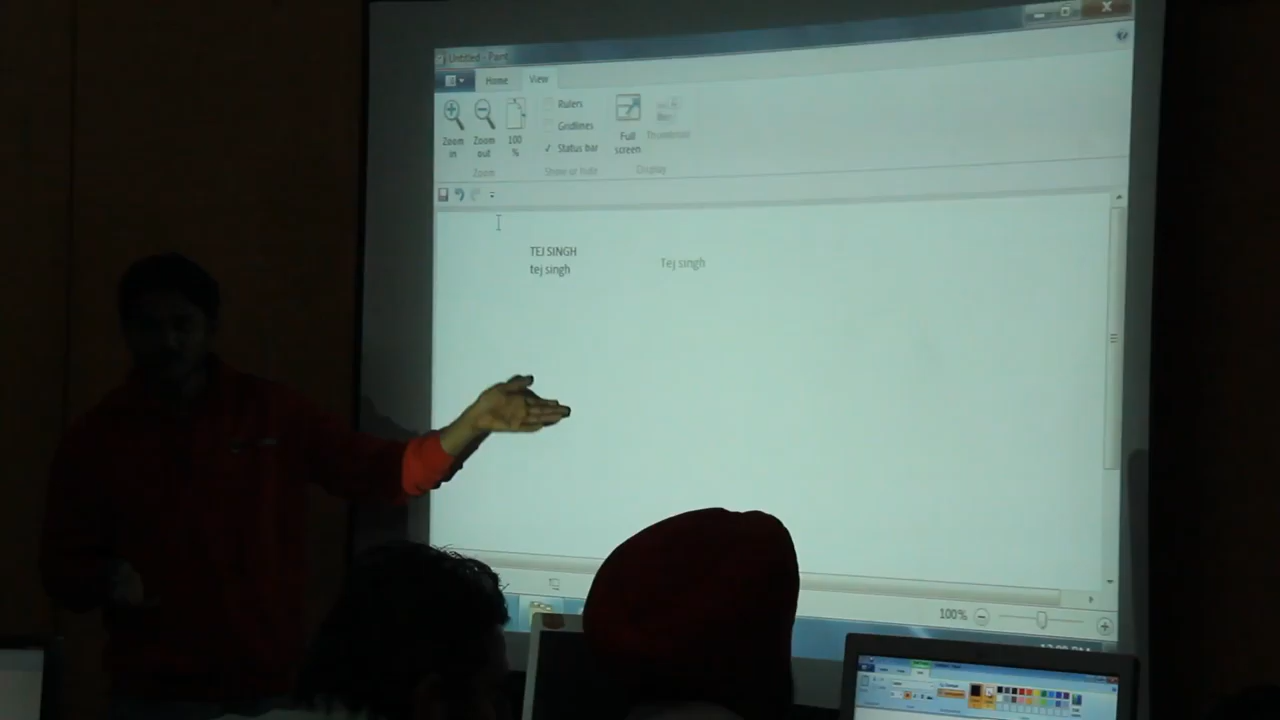 Untitled - Paint
Home View
Zoom in
Zoom out
100 %
Rulers
Gridlines
Status bar
Full screen
Thumbnail
Zoom
Show or hide
Display
TEJ SINGH
tej singh
Tej singh
100%